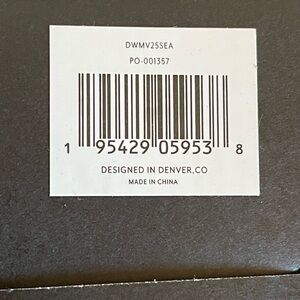 DWMV25SEA
PO-001357
1 95429 05953 8
DESIGNED IN DENVER, CO
MADE IN CHINA